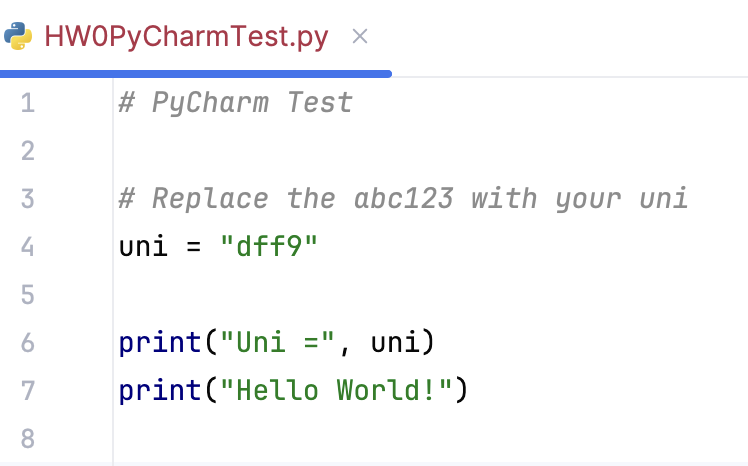 HW0PyCharmTest.py ×
1 # PyCharm Test
2
3 # Replace the abc123 with your uni
4 uni = "dff9"
5
6 print("Uni =", uni)
7 print("Hello World!")
8